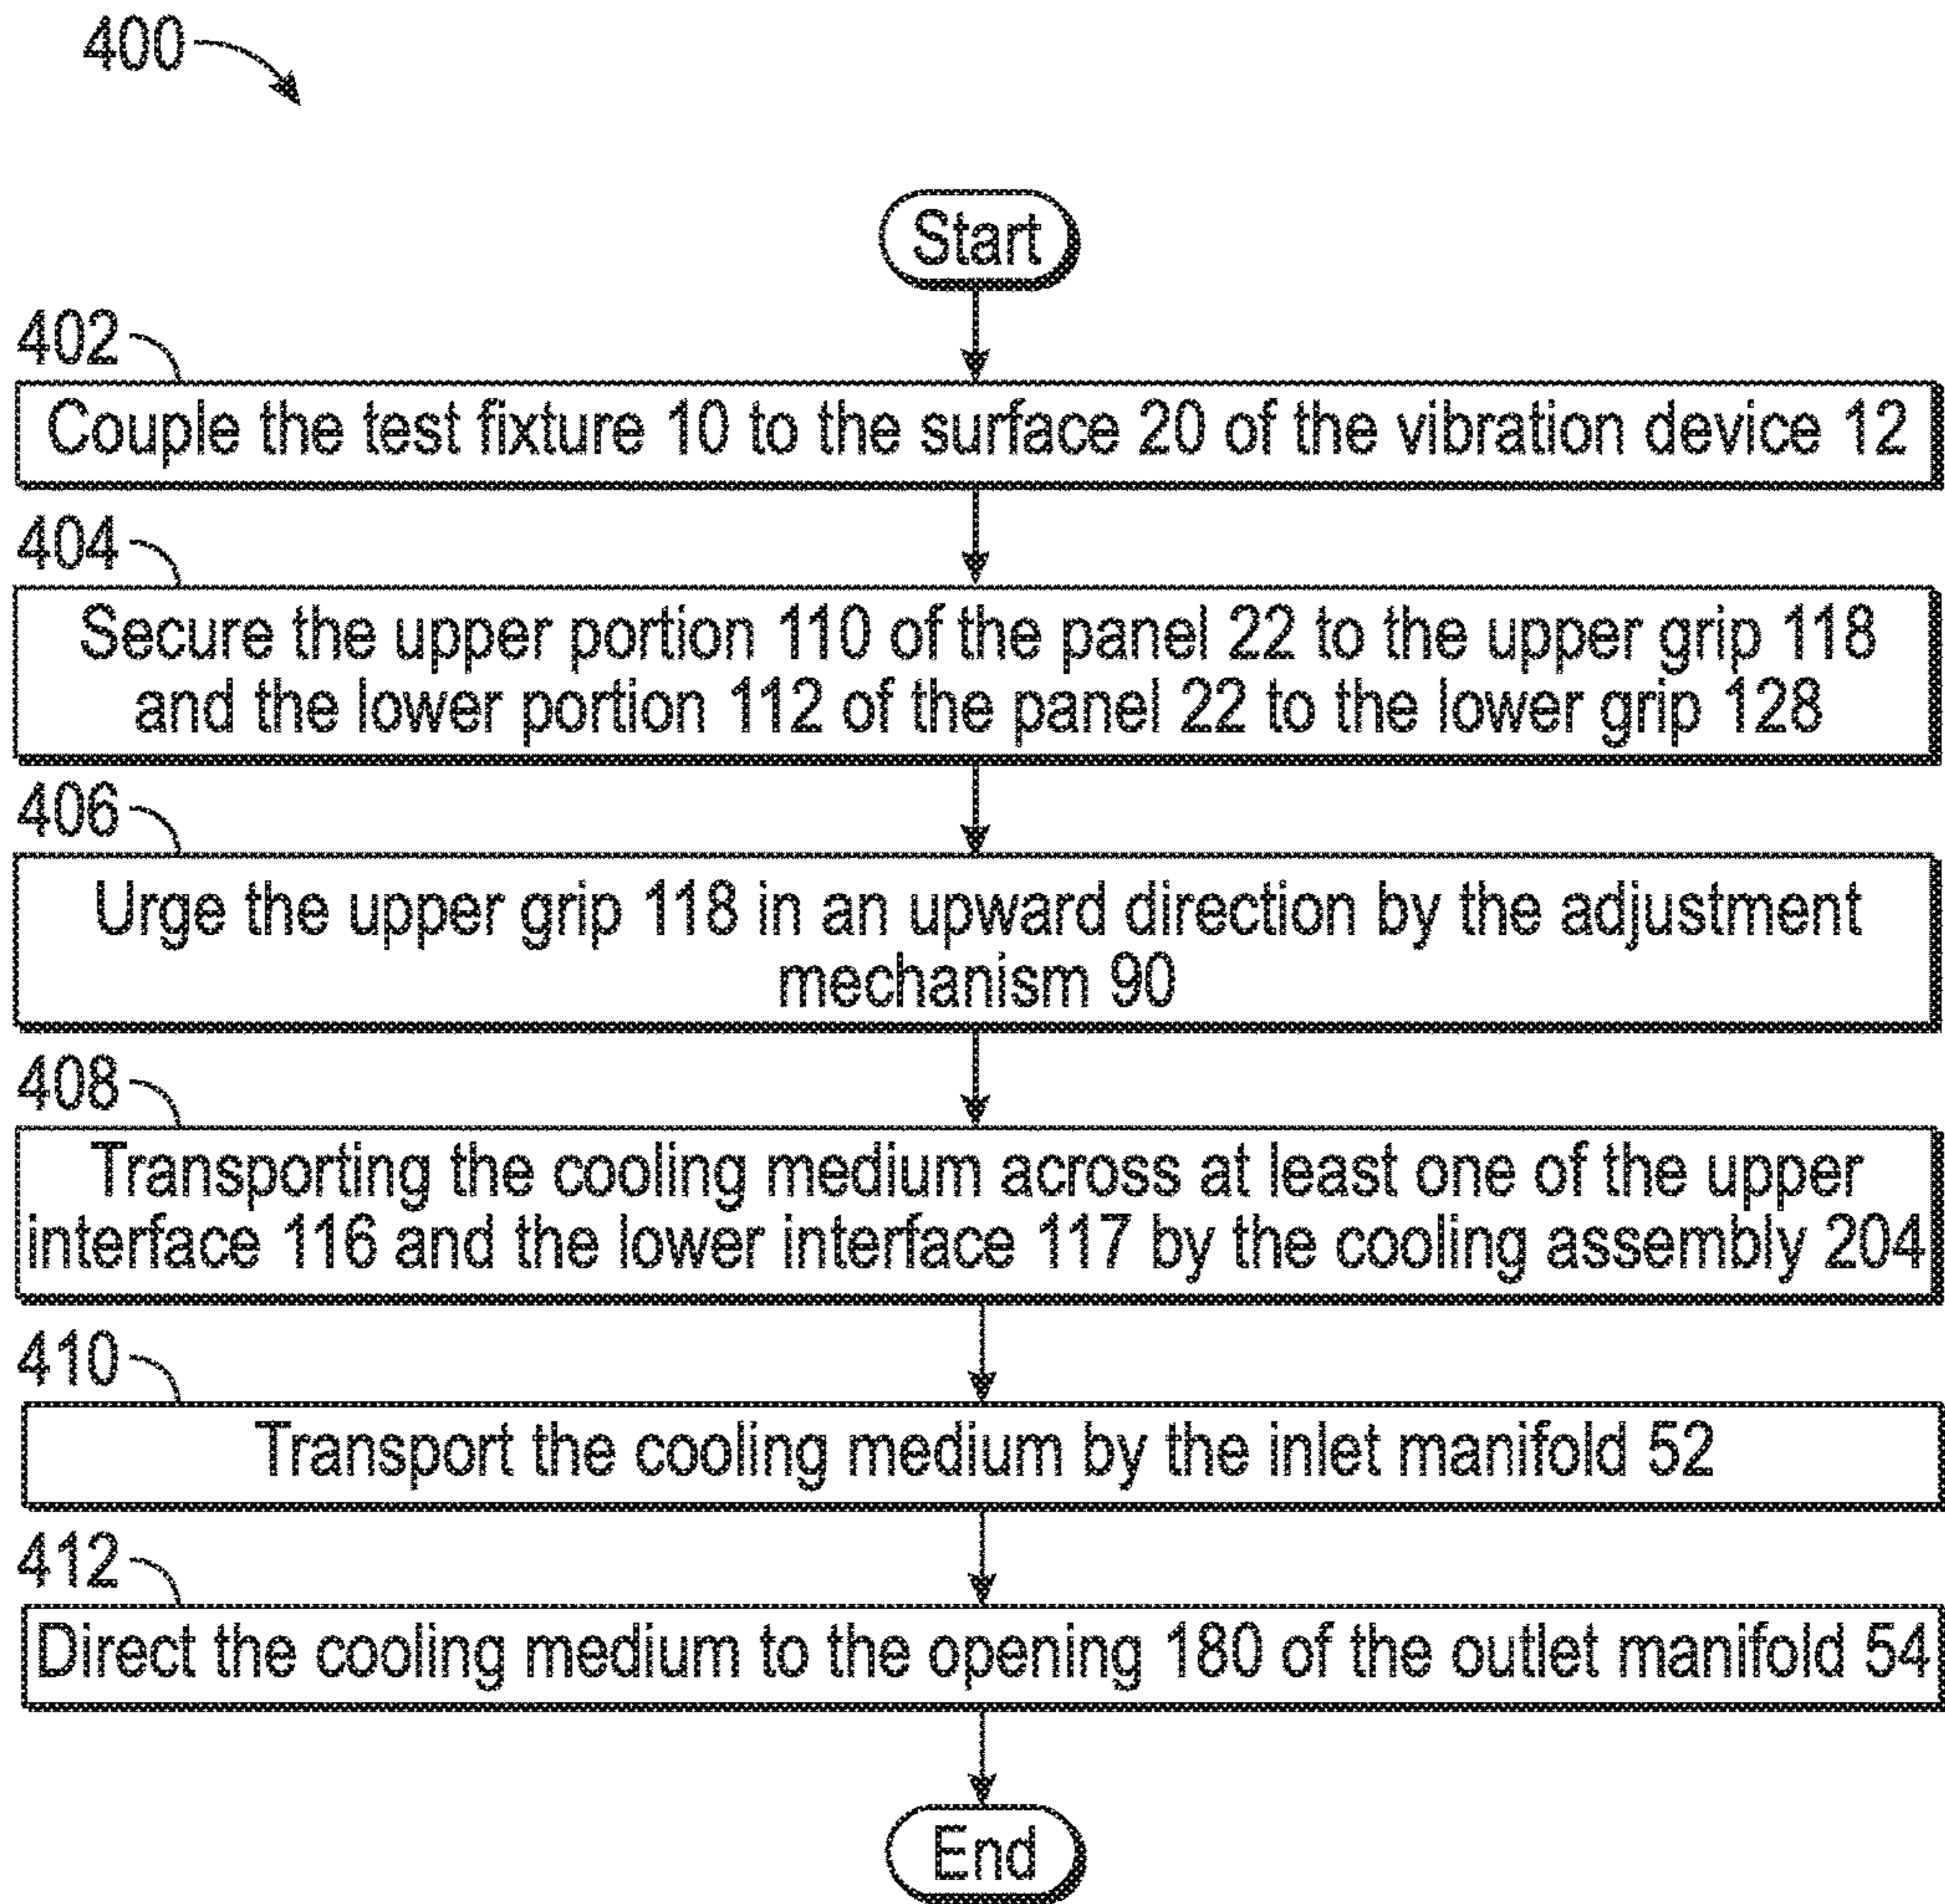 400
Start
402
Couple the test fixture 10 to the surface 20 of the vibration device 12
404
Secure the upper portion 110 of the panel 22 to the upper grip 118
and the lower portion 112 of the panel 22 to the lower grip 128
406
Urge the upper grip 118 in an upward direction by the adjustment
mechanism 90
408
Transporting the cooling medium across at least one of the upper
interface 116 and the lower interface 117 by the cooling assembly 204
410
Transport the cooling medium by the inlet manifold 52
412
Direct the cooling medium to the opening 180 of the outlet manifold 54
End